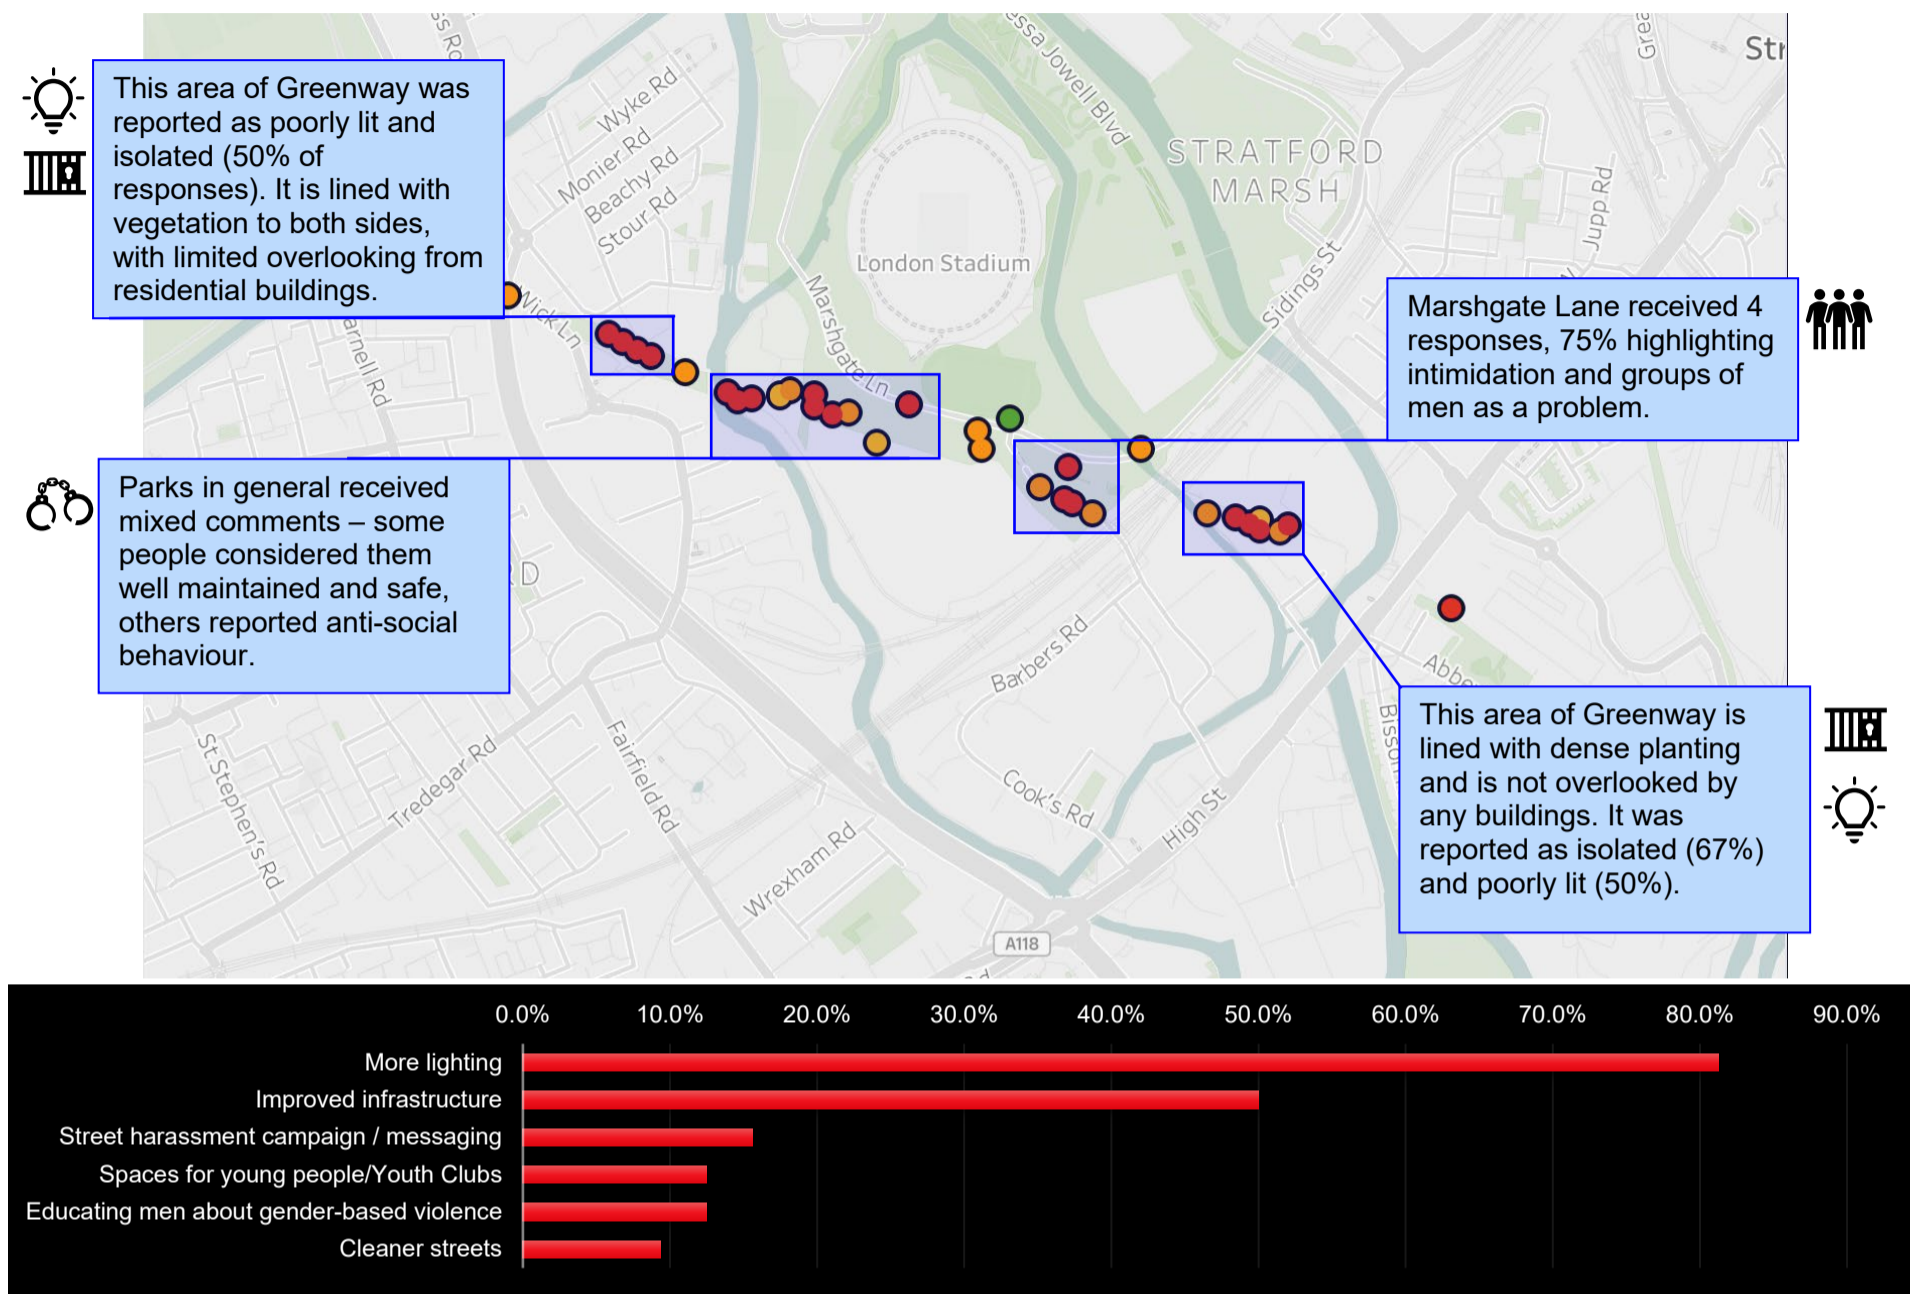 This area of Greenway was
reported as poorly lit and
isolated (50% of
responses). It is lined with
vegetation to both sides,
with limited overlooking from
residential buildings.
Wyke Rd
Monier Rd
Beachy Rd
Stour Rd
Wick Ln
Marshgate Ln
London Stadium
Jowell Blvd
STRATFORD
MARSH
Sidings St
Jupp Rd
Marshgate Lane received 4
responses, 75% highlighting
intimidation and groups of
men as a problem.
Parks in general received
mixed comments – some
people considered them
well maintained and safe,
others reported anti-social
behaviour.
Barbers Rd
Cook's Rd
High St
Fairfield Rd
Tredegar Rd
St Stephen's Rd
Wrexham Rd
A118
This area of Greenway is
lined with dense planting
and is not overlooked by
any buildings. It was
reported as isolated (67%)
and poorly lit (50%).
0.0% 10.0% 20.0% 30.0% 40.0% 50.0% 60.0% 70.0% 80.0% 90.0%
More lighting
Improved infrastructure
Street harassment campaign / messaging
Spaces for young people/Youth Clubs
Educating men about gender-based violence
Cleaner streets